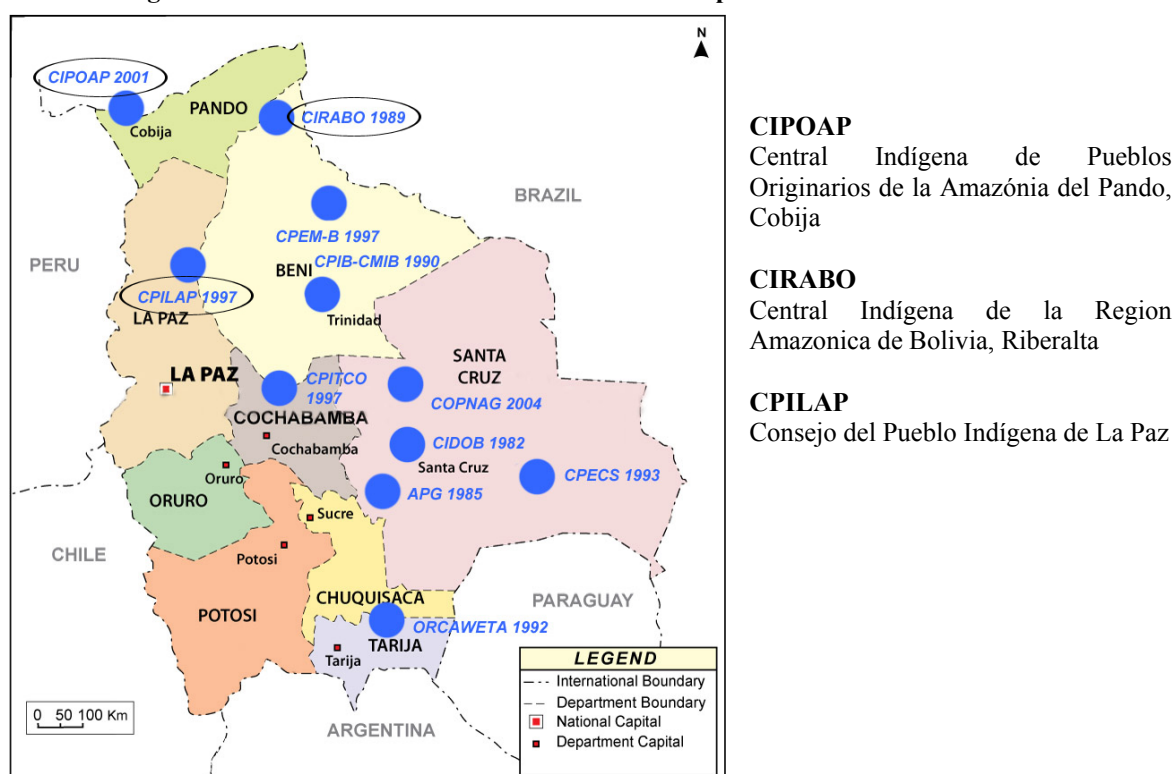 N
CIPOAP 2001
PANDO
CIRABO 1989
Cobija
BRAZIL
CPEM-B 1997
PERU
CPIB-CMIB 1990
BENI
CPILAP 1997
LA PAZ
Trinidad
SANTA
CRUZ
LA PAZ
CPITCO
1997
COPNAG 2004
COCHABAMBA
Cochabamba
CIDOB 1982
Santa Cruz
CPECS 1993
Oruro
APG 1985
ORURO
Sucre
CHILE
Potosi
CHUQUISACA
PARAGUAY
POTOSI
ORCAWETA 1992
TARIJA
Tarija
ARGENTINA
0 50 100 Km
LEGEND
International Boundary
Department Boundary
National Capital
Department Capital
CIPOAP
Central Indígena de Pueblos
Originarios de la Amazónia del Pando,
Cobija
CIRABO
Central Indígena de la Region
Amazonica de Bolivia, Riberalta
CPILAP
Consejo del Pueblo Indígena de La Paz